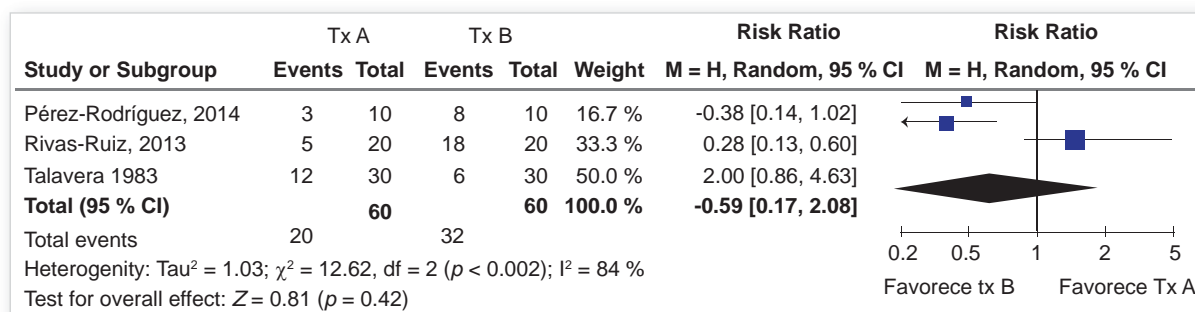 Tx A Tx B Risk Ratio Risk Ratio
Study or Subgroup Events Total Events Total Weight M = H, Random, 95 % CI M = H, Random, 95 % CI
Pérez-Rodríguez, 2014 3 10 8 10 16.7 % -0.38 [0.14, 1.02]
Rivas-Ruiz, 2013 5 20 18 20 33.3 % 0.28 [0.13, 0.60]
Talavera 1983 12 30 6 30 50.0 % 2.00 [0.86, 4.63]
Total (95 % CI) 60 60 100.0 % -0.59 [0.17, 2.08]
Total events 20 32
Heterogenity: Tau² = 1.03; χ² = 12.62, df = 2 (p < 0.002); I² = 84 %
Test for overall effect: Z = 0.81 (p = 0.42)
0.2 0.5 1 2 5
Favorece tx B Favorece Tx A